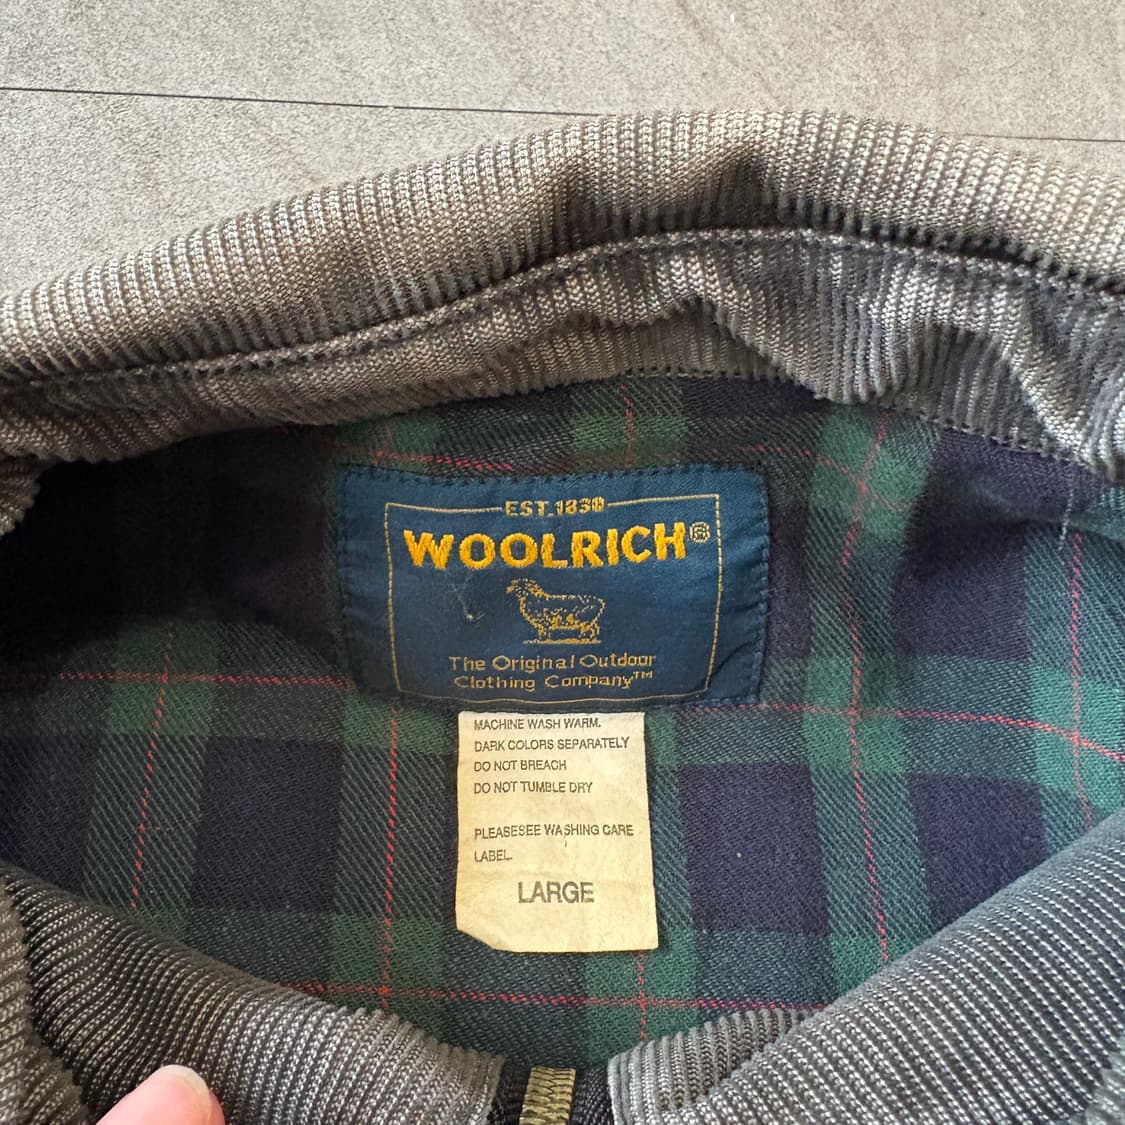 EST.1830
WOOLRICH®
The Original Outdoor
Clothing Company™
MACHINE WASH WARM.
DARK COLORS SEPARATELY
DO NOT BREACH
DO NOT TUMBLE DRY
PLEASESEE WASHING CARE
LABEL.
LARGE